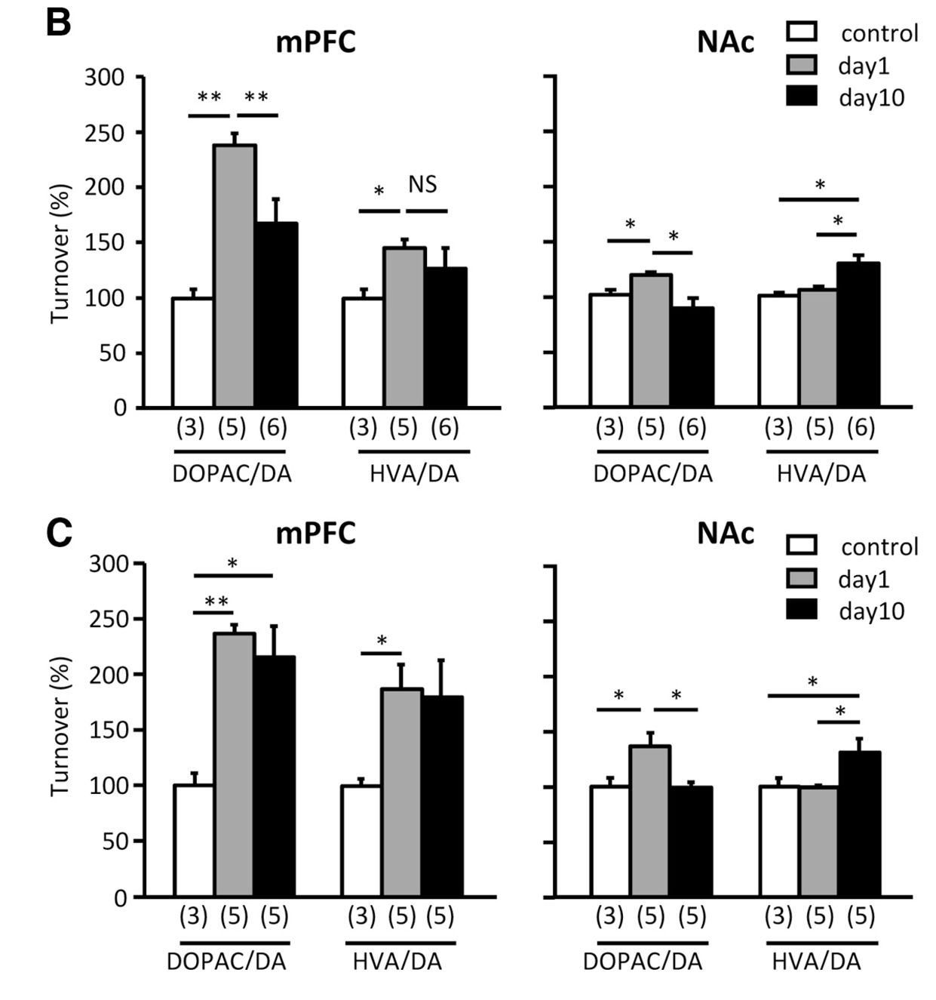 B
mPFC
NAc
control
day1
day10
300
250
200
150
100
50
0
Turnover (%)
** **
* NS
* *
*
*
(3) (5) (6)
(3) (5) (6)
(3) (5) (6)
(3) (5) (6)
DOPAC/DA
HVA/DA
DOPAC/DA
HVA/DA
C
mPFC
NAc
control
day1
day10
300
250
200
150
100
50
0
Turnover (%)
*
**
*
* *
*
*
(3) (5) (5)
(3) (5) (5)
(3) (5) (5)
(3) (5) (5)
DOPAC/DA
HVA/DA
DOPAC/DA
HVA/DA